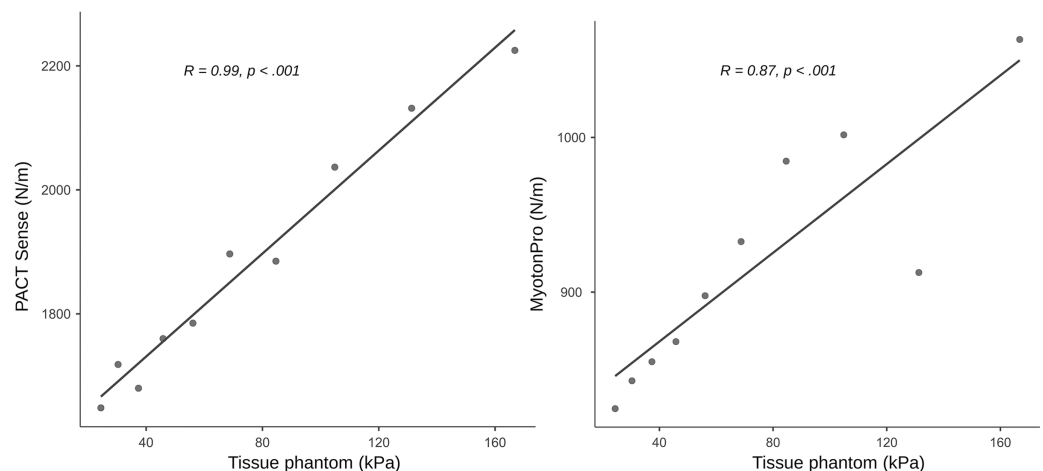 R = 0.99, p < .001
2200
2000
1800
PACT Sense (N/m)
40 80 120 160
Tissue phantom (kPa)
R = 0.87, p < .001
1000
900
MyotonPro (N/m)
40 80 120 160
Tissue phantom (kPa)